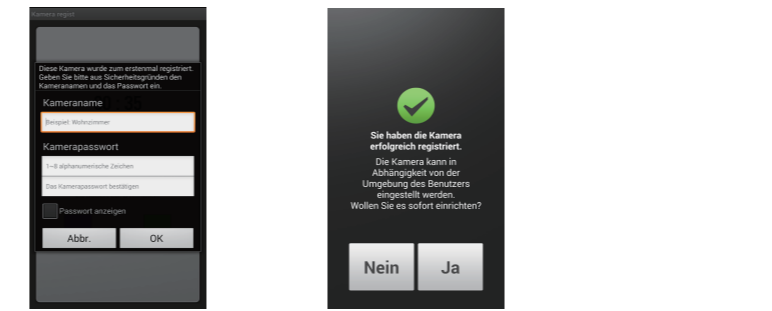 Kamera regist
Diese Kamera wurde zum erstenmal registriert.
Geben Sie bitte aus Sicherheitsgründen den
Kameranamen und das Passwort ein.
Kameraname
Beispiel: Wohnzimmer
Kamerapasswort
1~8 alphanumerische Zeichen
Das Kamerapasswort bestätigen
Passwort anzeigen
Abbr. OK
Sie haben die Kamera
erfolgreich registriert.
Die Kamera kann in
Abhängigkeit von der
Umgebung des Benutzers
eingestellt werden.
Wollen Sie es sofort einrichten?
Nein Ja